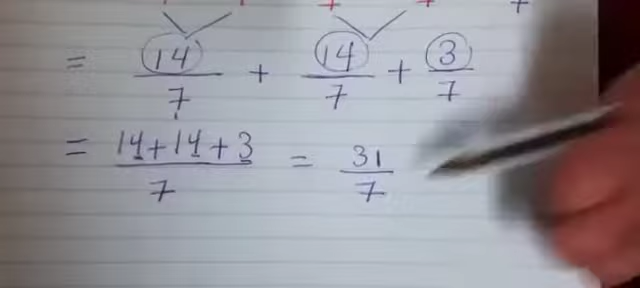 = 14/7 + 14/7 + 3/7
= 14+14+3/7 = 31/7